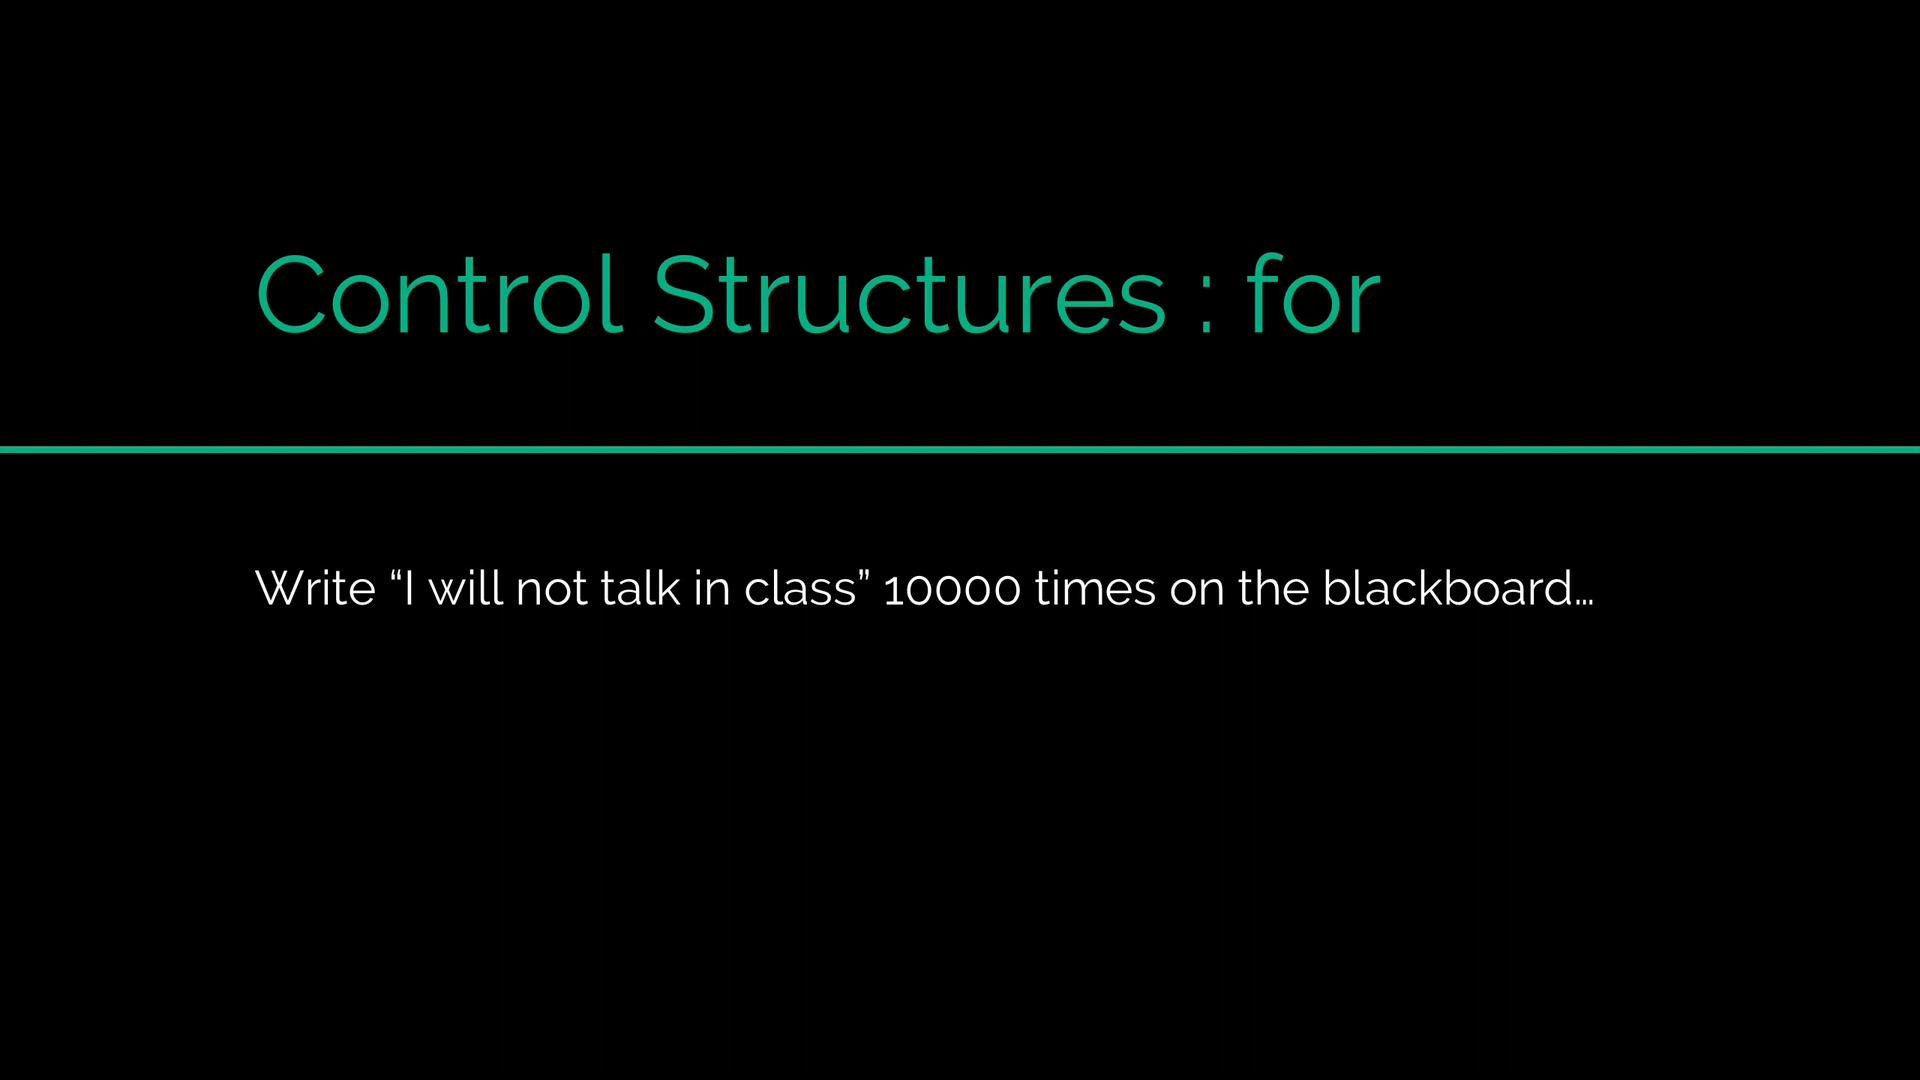 Control Structures : for
Write “I will not talk in class” 10000 times on the blackboard...